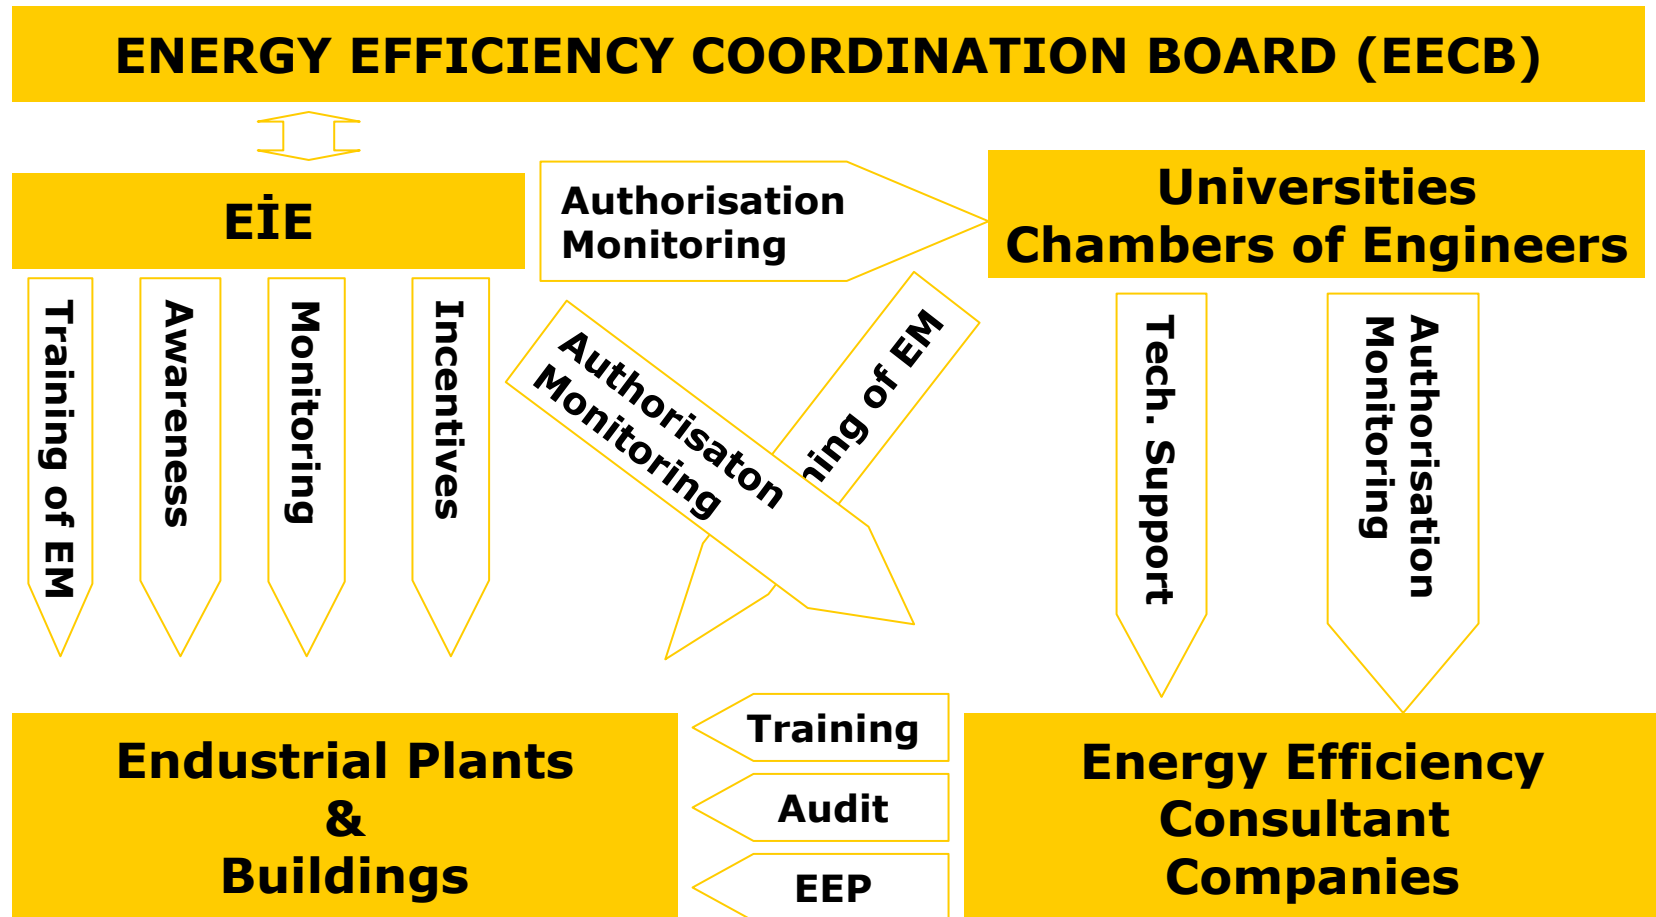 ENERGY EFFICIENCY COORDINATION BOARD (EECB)
EİE
Authorisation
Monitoring
Universities
Chambers of Engineers
Training of EM
Awareness
Monitoring
Incentives
Authorisaton
Monitoring
ning of EM
Tech. Support
Authorisation
Monitoring
Endustrial Plants
&
Buildings
Training
Audit
EEP
Energy Efficiency
Consultant
Companies